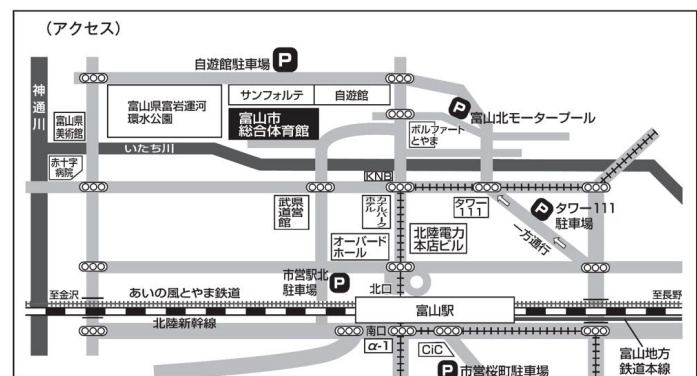 （アクセス）
自遊館駐車場 P
神通川
富山県
美術館
富山県富岩運河
環水公園
サンフォルテ
自遊館
富山市
総合体育館
P
富山北モータープール
ボルファート
とやま
いたち川
赤十字
病院
KNB
武県
道営
館
カナルパーク
ホテル
タワー
111
P
タワー111
駐車場
一方通行
オーバード
ホール
北陸電力
本店ビル
市営駅北
駐車場
P
北口
至金沢
あいの風とやま鉄道
富山駅
至長野
北陸新幹線
南口
α-1
CiC
P 市営桜町駐車場
富山地方
鉄道本線